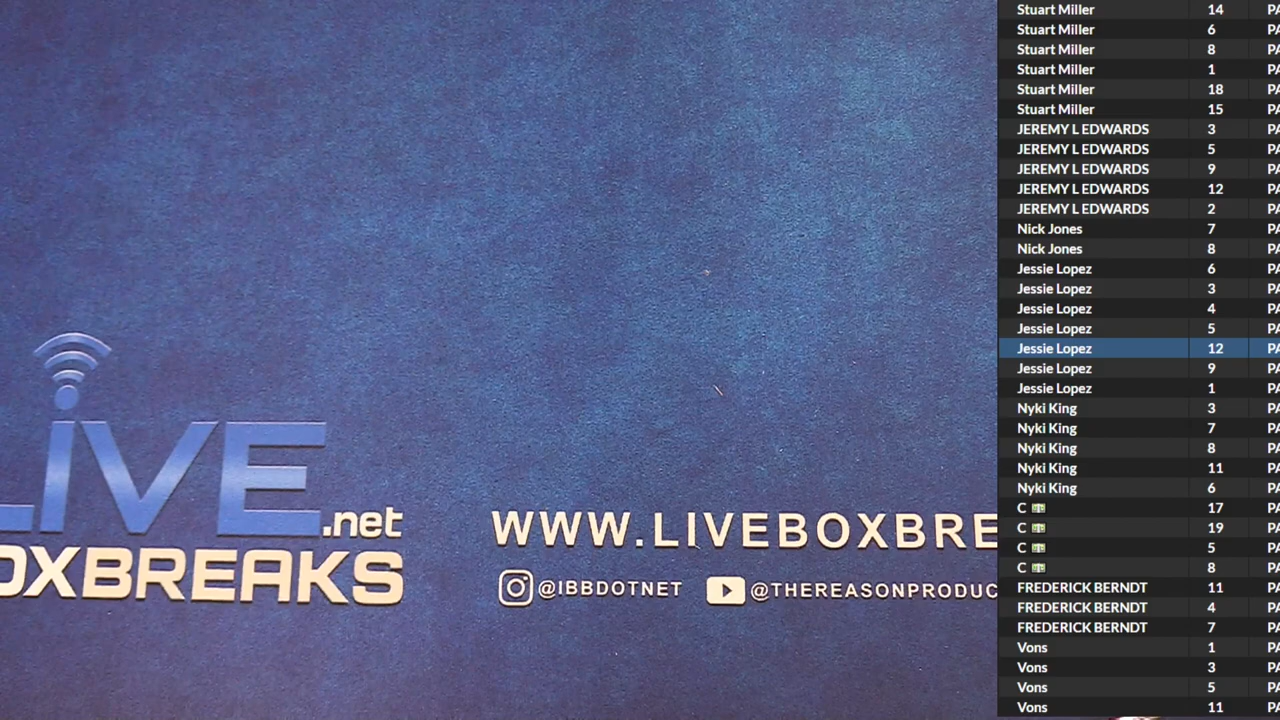 LiVE
.net
OXBREAKS
WWW.LIVEBOXBRE
@IBBDOTNET @THEREASONPRODUC
Stuart Miller 14 PA
Stuart Miller 6 PA
Stuart Miller 8 PA
Stuart Miller 1 PA
Stuart Miller 18 PA
Stuart Miller 15 PA
JEREMY L EDWARDS 3 PA
JEREMY L EDWARDS 5 PA
JEREMY L EDWARDS 9 PA
JEREMY L EDWARDS 12 PA
JEREMY L EDWARDS 2 PA
Nick Jones 7 PA
Nick Jones 8 PA
Jessie Lopez 6 PA
Jessie Lopez 3 PA
Jessie Lopez 4 PA
Jessie Lopez 5 PA
Jessie Lopez 12 PA
Jessie Lopez 9 PA
Jessie Lopez 1 PA
Nyki King 3 PA
Nyki King 7 PA
Nyki King 8 PA
Nyki King 11 PA
Nyki King 6 PA
C 17 PA
C 19 PA
C 5 PA
C 8 PA
FREDERICK BERNDT 11 PA
FREDERICK BERNDT 4 PA
FREDERICK BERNDT 7 PA
Vons 1 PA
Vons 3 PA
Vons 5 PA
Vons 11 PA